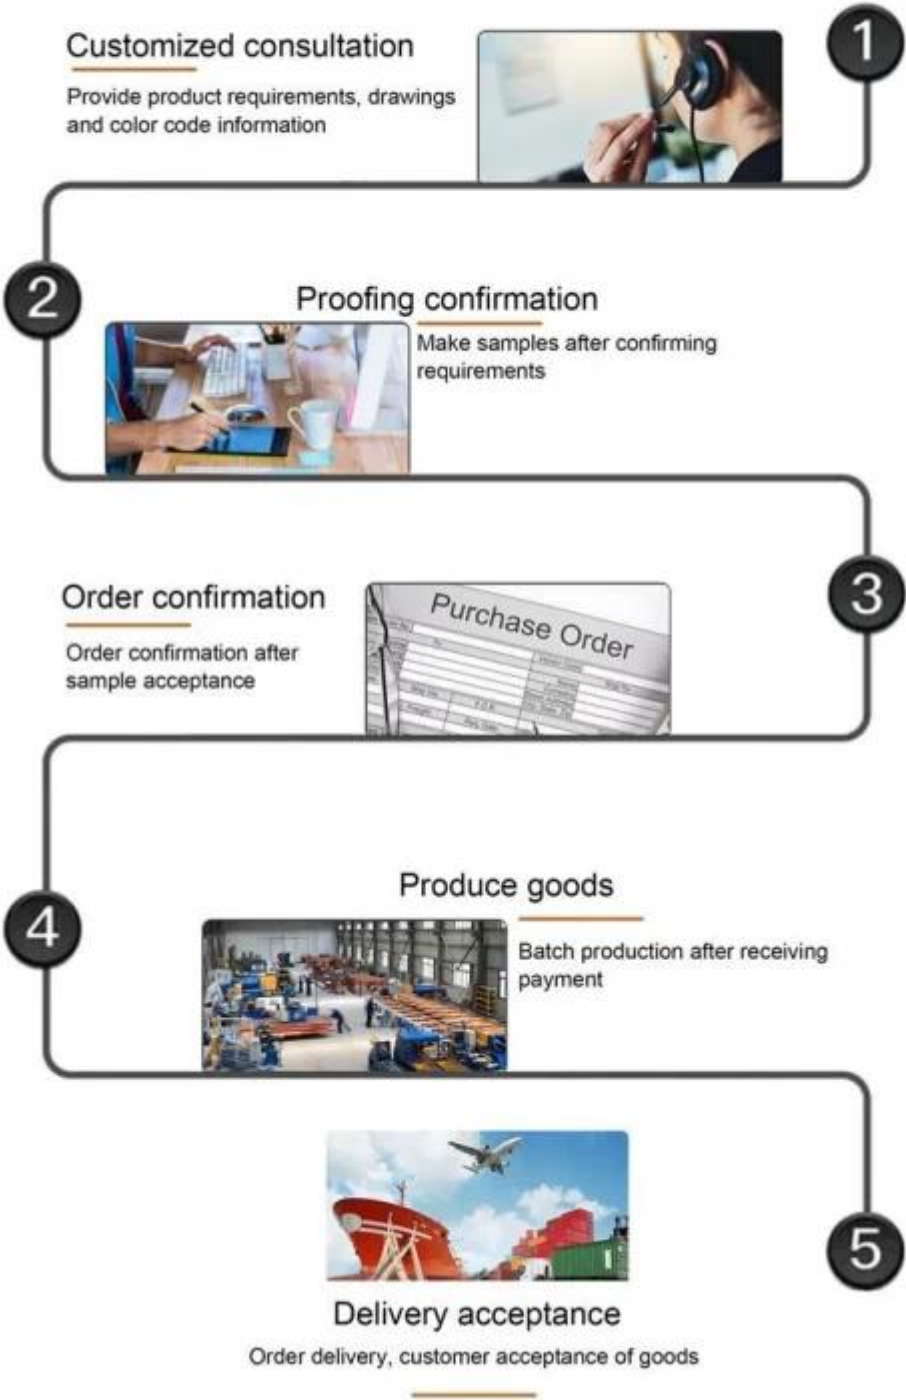 Customized consultation
1
Provide product requirements, drawings
and color code information
2
Proofing confirmation
Make samples after confirming
requirements
3
Order confirmation
Order confirmation after
sample acceptance
Purchase Order
To
F.O.B.
Freight
4
Produce goods
Batch production after receiving
payment
5
Delivery acceptance
Order delivery, customer acceptance of goods